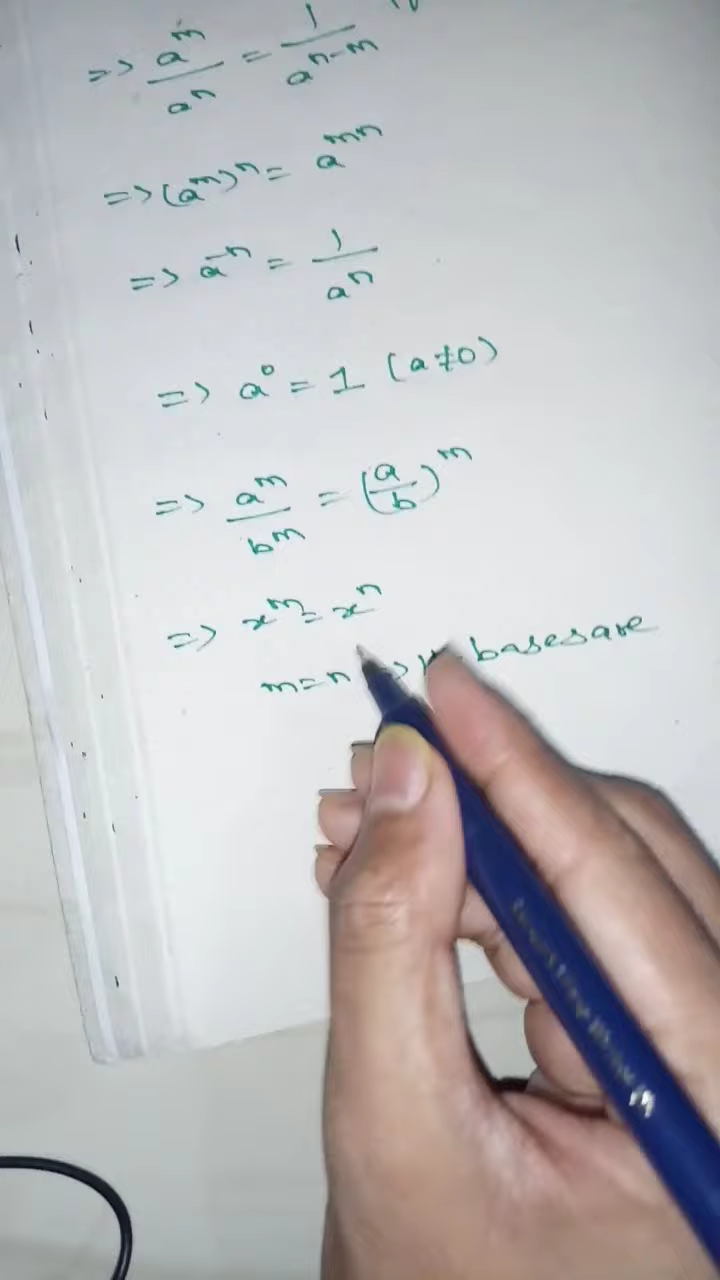 => a^m/a^n = 1/a^(n-m)
=> (a^m)^n = a^(mn)
=> a^-n = 1/a^n
=> a^0 = 1 (a≠0)
=> a^m/b^m = (a/b)^m
=> x^m = x^n
m=n => bases are